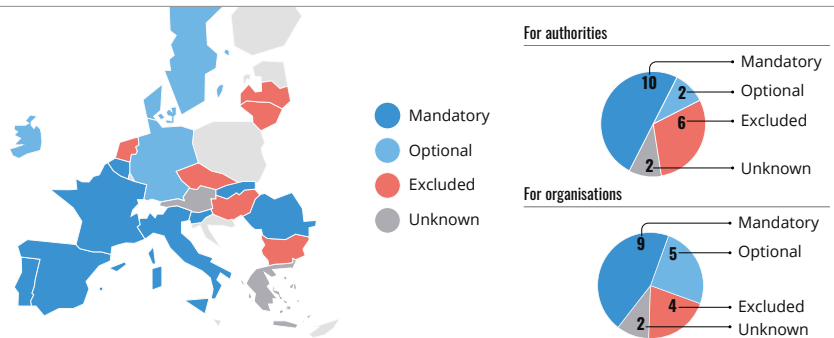 Mandatory
Optional
Excluded
Unknown
For authorities
10
2
6
2
Mandatory
Optional
Excluded
Unknown
For organisations
9
5
4
2
Mandatory
Optional
Excluded
Unknown